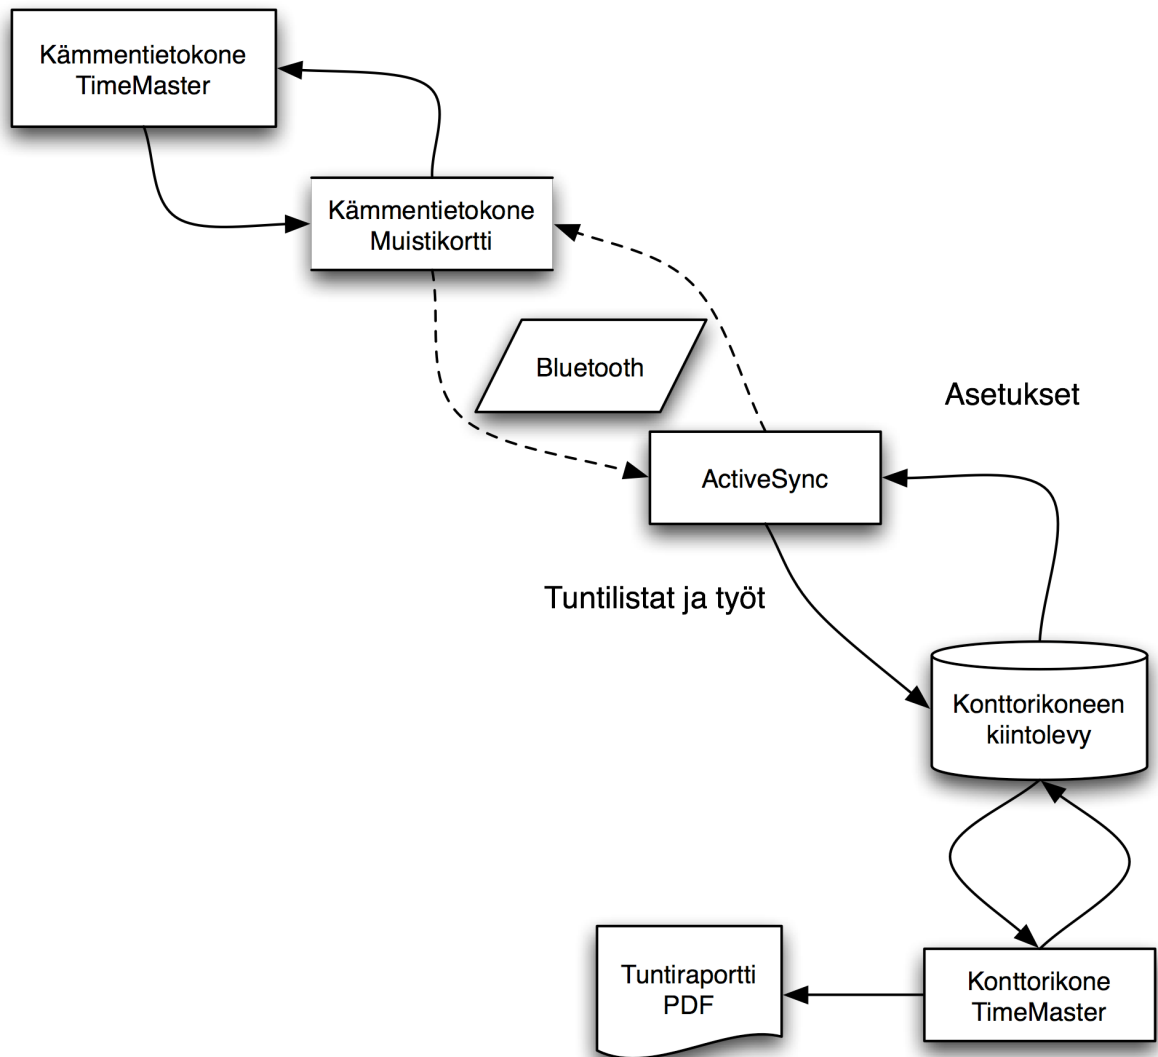 Kämmentietokone
TimeMaster
Kämmentietokone
Muistikortti
Bluetooth
Asetukset
ActiveSync
Tuntilistat ja työt
Konttorikoneen
kiintolevy
Tuntiraportti
PDF
Konttorikone
TimeMaster